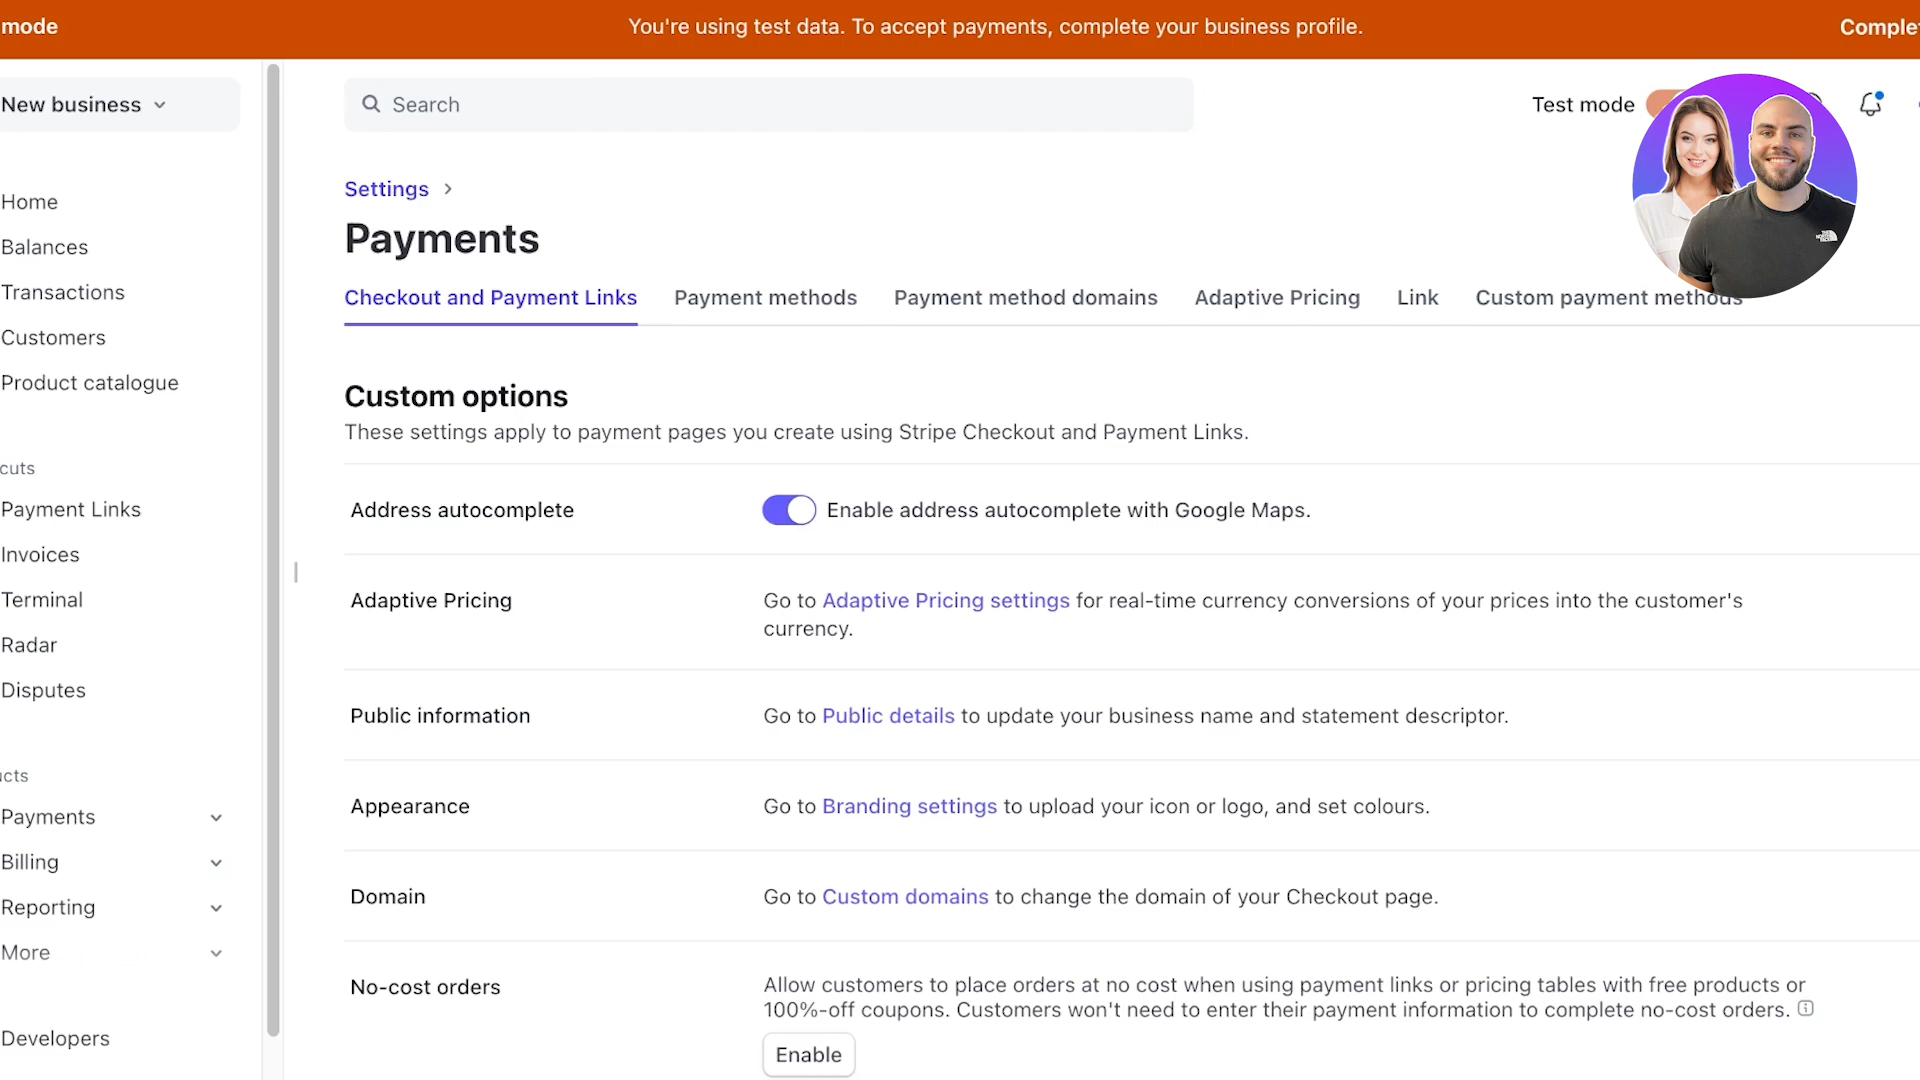 mode
You're using test data. To accept payments, complete your business profile.
Complet
New business
Search
Test mode
Home
Balances
Transactions
Customers
Product catalogue
cuts
Payment Links
Invoices
Terminal
Radar
Disputes
ucts
Payments
Billing
Reporting
More
Developers
Settings
Payments
Checkout and Payment Links
Payment methods
Payment method domains
Adaptive Pricing
Link
Custom payment methods
Custom options
These settings apply to payment pages you create using Stripe Checkout and Payment Links.
Address autocomplete
Enable address autocomplete with Google Maps.
Adaptive Pricing
Go to Adaptive Pricing settings for real-time currency conversions of your prices into the customer's
currency.
Public information
Go to Public details to update your business name and statement descriptor.
Appearance
Go to Branding settings to upload your icon or logo, and set colours.
Domain
Go to Custom domains to change the domain of your Checkout page.
No-cost orders
Allow customers to place orders at no cost when using payment links or pricing tables with free products or
100%-off coupons. Customers won't need to enter their payment information to complete no-cost orders.
Enable